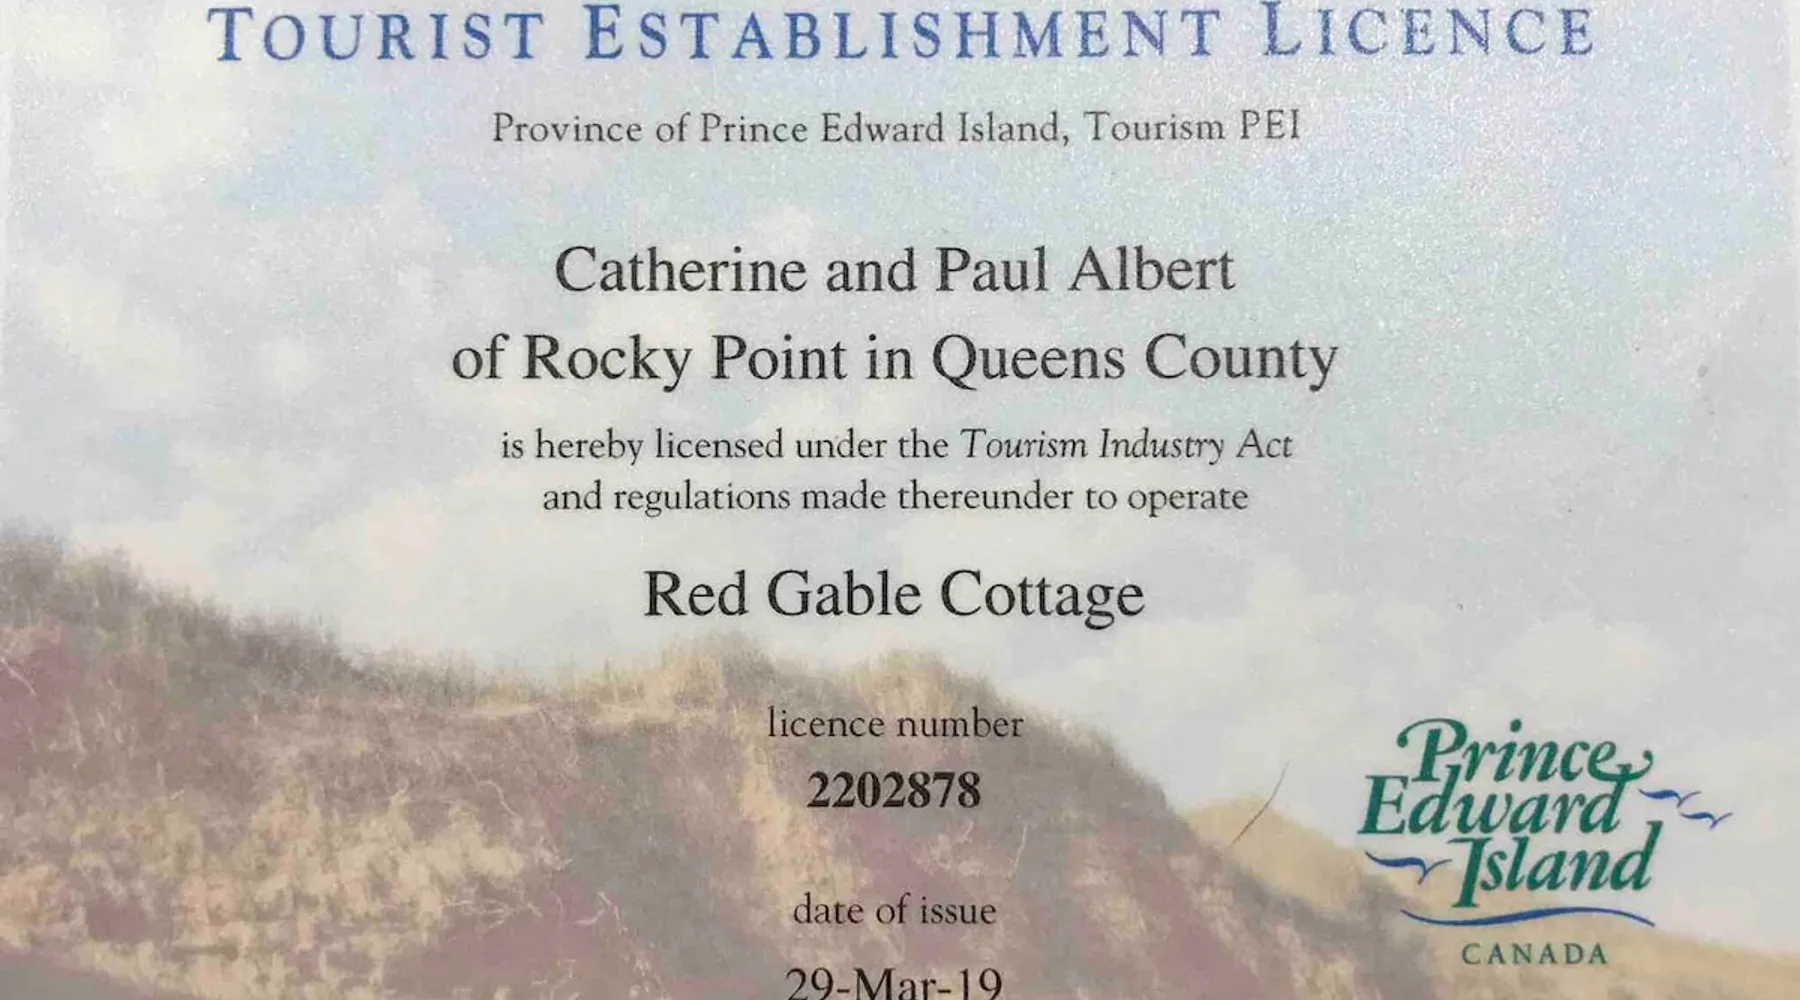 TOURIST ESTABLISHMENT LICENCE
Province of Prince Edward Island, Tourism PEI
Catherine and Paul Albert
of Rocky Point in Queens County
is hereby licensed under the Tourism Industry Act
and regulations made thereunder to operate
Red Gable Cottage
licence number
2202878
date of issue
29-Mar-19
Prince
Edward
Island
CANADA